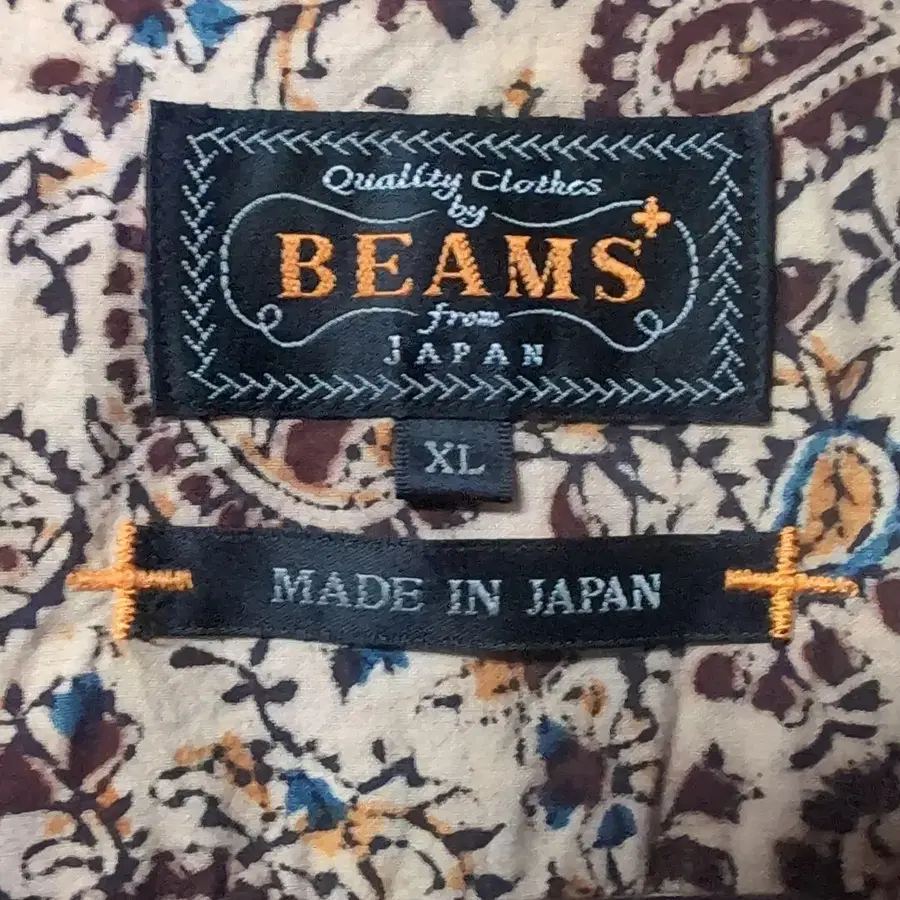 Quality Clothes
by
BEAMS+
from
JAPAN
XL
MADE IN JAPAN